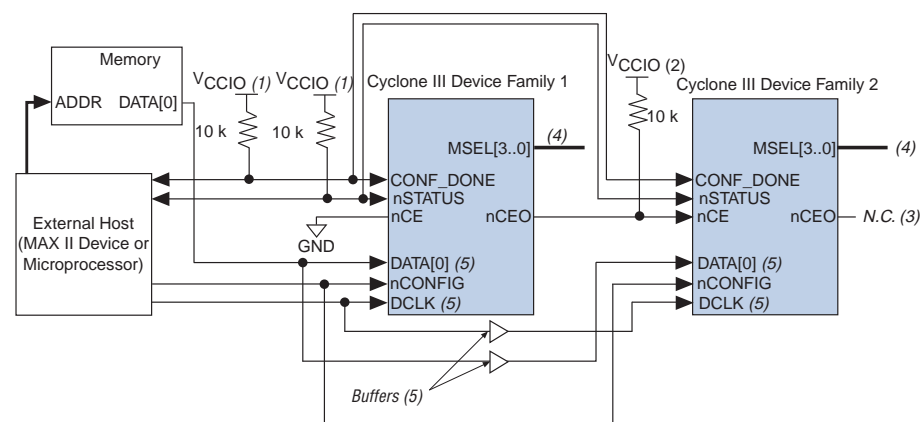 Memory
ADDR DATA[0]
VCCIO (1) VCCIO (1)
10 k
10 k
Cyclone III Device Family 1
MSEL[3..0]
(4)
CONF_DONE
nSTATUS
nCE
nCEO
GND
DATA[0] (5)
nCONFIG
DCLK (5)
External Host
(MAX II Device or
Microprocessor)
VCCIO (2)
10 k
Cyclone III Device Family 2
MSEL[3..0]
(4)
CONF_DONE
nSTATUS
nCE
nCEO
N.C. (3)
DATA[0] (5)
nCONFIG
DCLK (5)
Buffers (5)